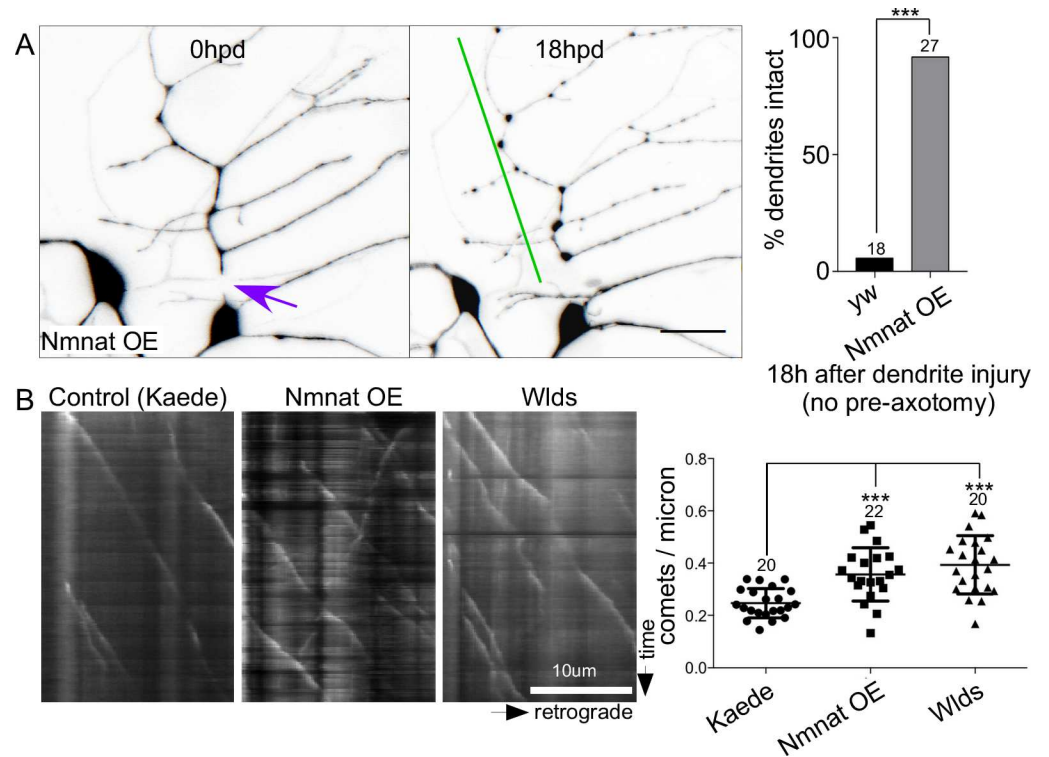 A
0hpd
18hpd
Nmnat OE
% dendrites intact
100
50
0
***
18
27
yw
Nmnat OE
18h after dendrite injury
(no pre-axotomy)
B
Control (Kaede)
Nmnat OE
Wlds
10um
time
retrograde
comets / micron
0.8
0.6
0.4
0.2
0.0
20
***
22
***
20
Kaede
Nmnat OE
Wlds